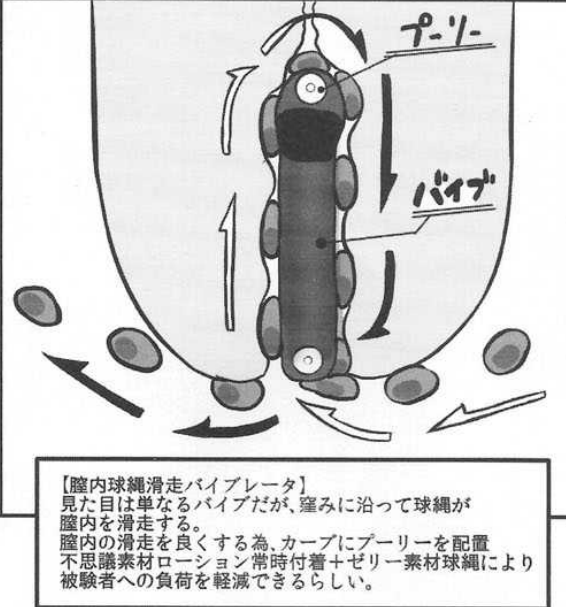 プーリー
バイブ
【膣内球縄滑走バイブレータ】
見た目は単なるバイブだが、窪みに沿って球縄が
膣内を滑走する。
膣内の滑走を良くする為、カーブにプーリーを配置
不思議素材ローション常時付着＋ゼリー素材球縄により
被験者への負荷を軽減できるらしい。